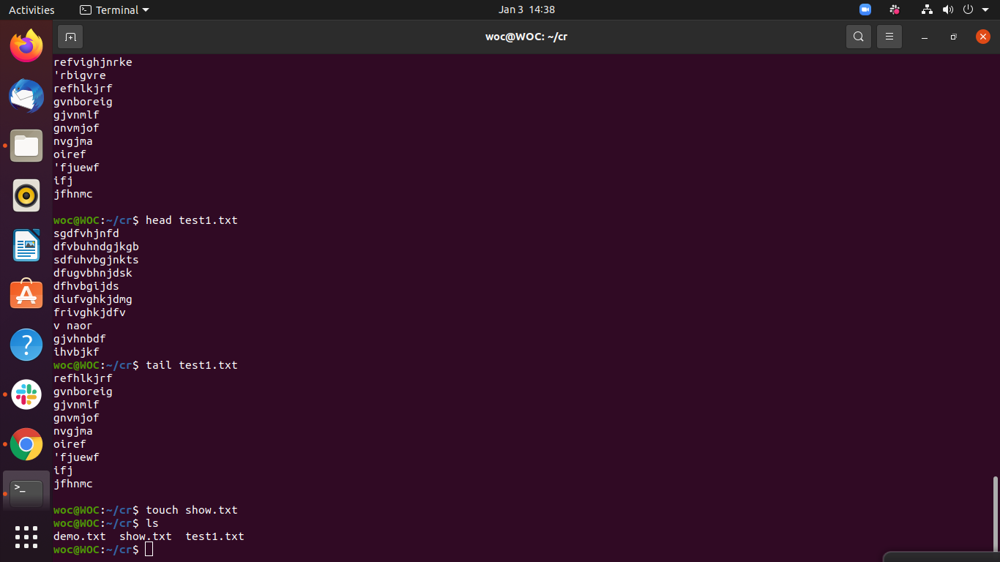 Activities
Terminal
Jan 3 14:38
woc@WOC: ~/cr
refvighjnrke
'rbigvre
refhlkjrf
gvnboreig
gjvnmlf
gnvmjof
nvgjma
oiref
'fjuewf
ifj
jfhnmc
woc@WOC:~/cr$ head test1.txt
sgdfvhjnfd
dfvbuhndgjkgb
sdfuhvbgjnkts
dfugvbhnjdsk
dfhvbgijds
diufvghkjdmg
frivghkjdfv
v naor
gjvhnbdf
ihvbjkf
woc@WOC:~/cr$ tail test1.txt
refhlkjrf
gvnboreig
gjvnmlf
gnvmjof
nvgjma
oiref
'fjuewf
ifj
jfhnmc
woc@WOC:~/cr$ touch show.txt
woc@WOC:~/cr$ ls
demo.txt  show.txt  test1.txt
woc@WOC:~/cr$